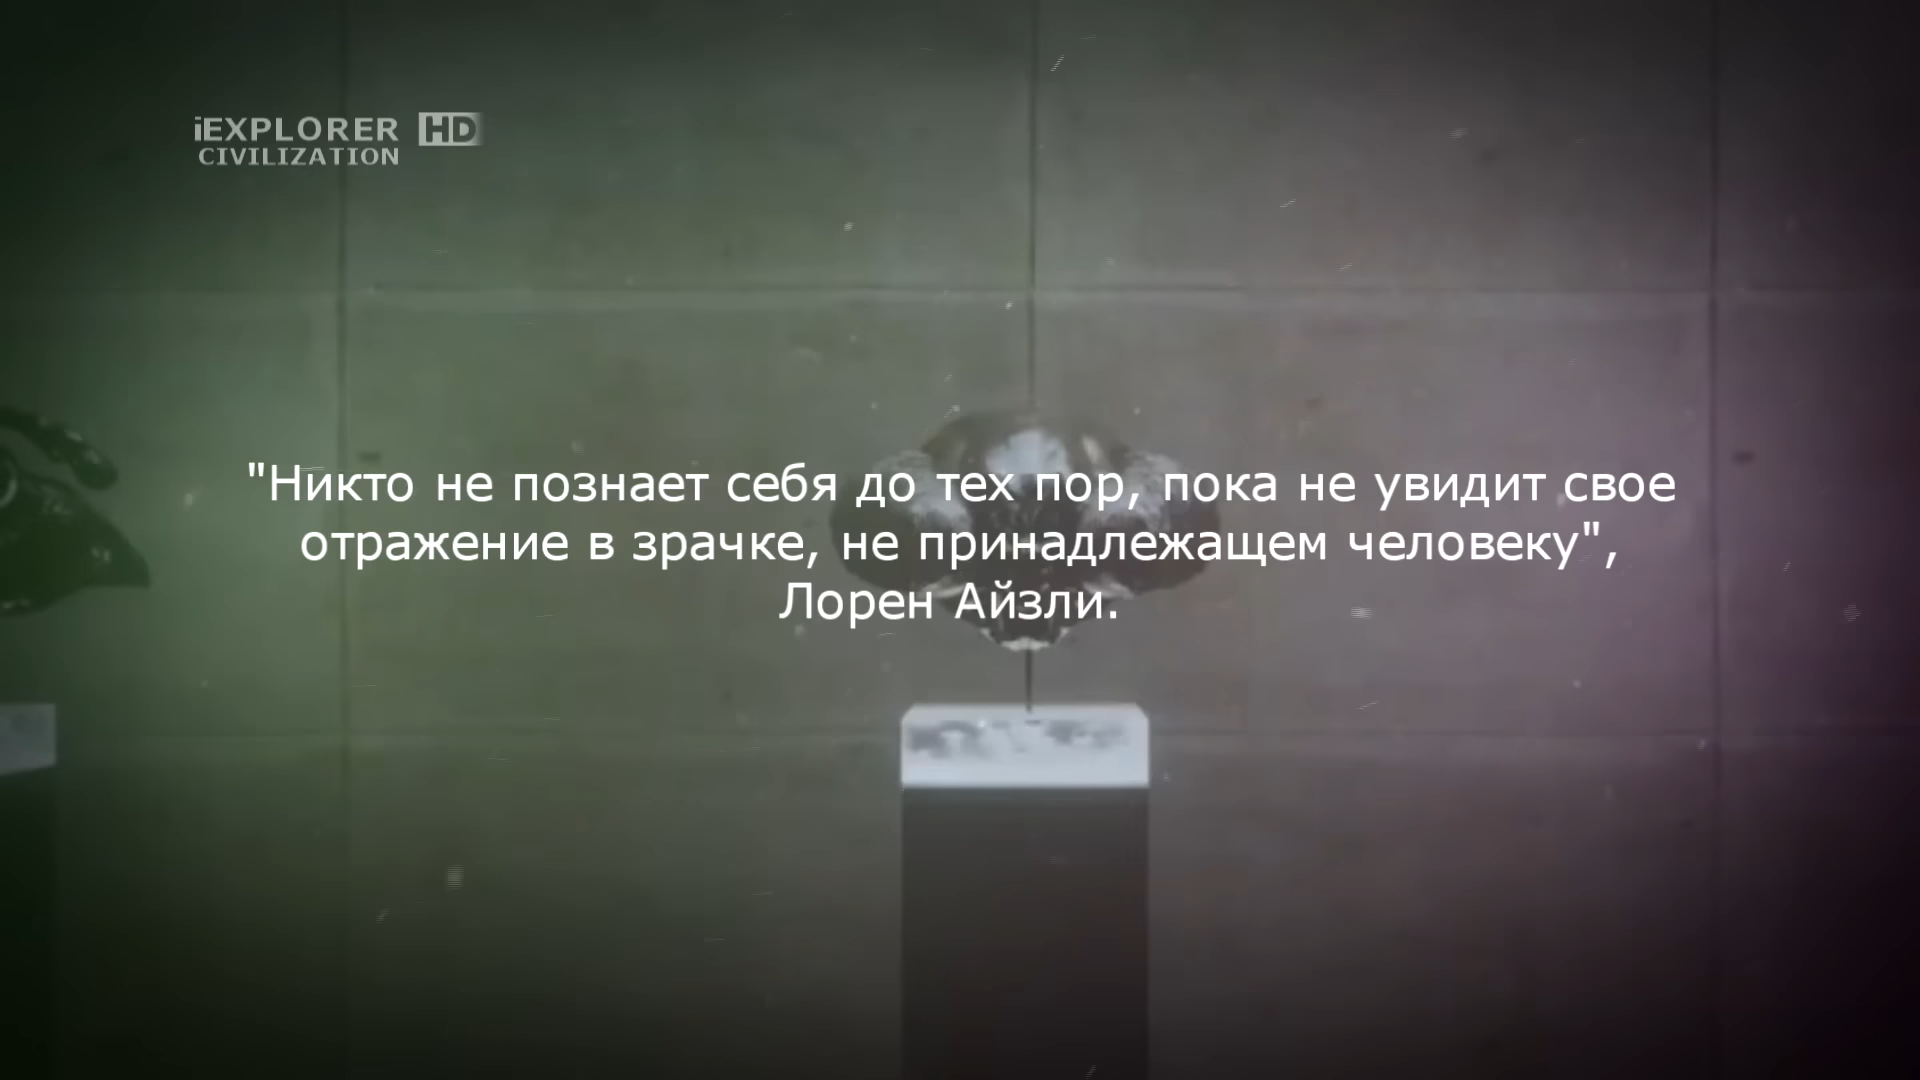 iEXPLORER HD
CIVILIZATION
"Никто не познает себя до тех пор, пока не увидит свое
отражение в зрачке, не принадлежащем человеку",
Лорен Айзли.